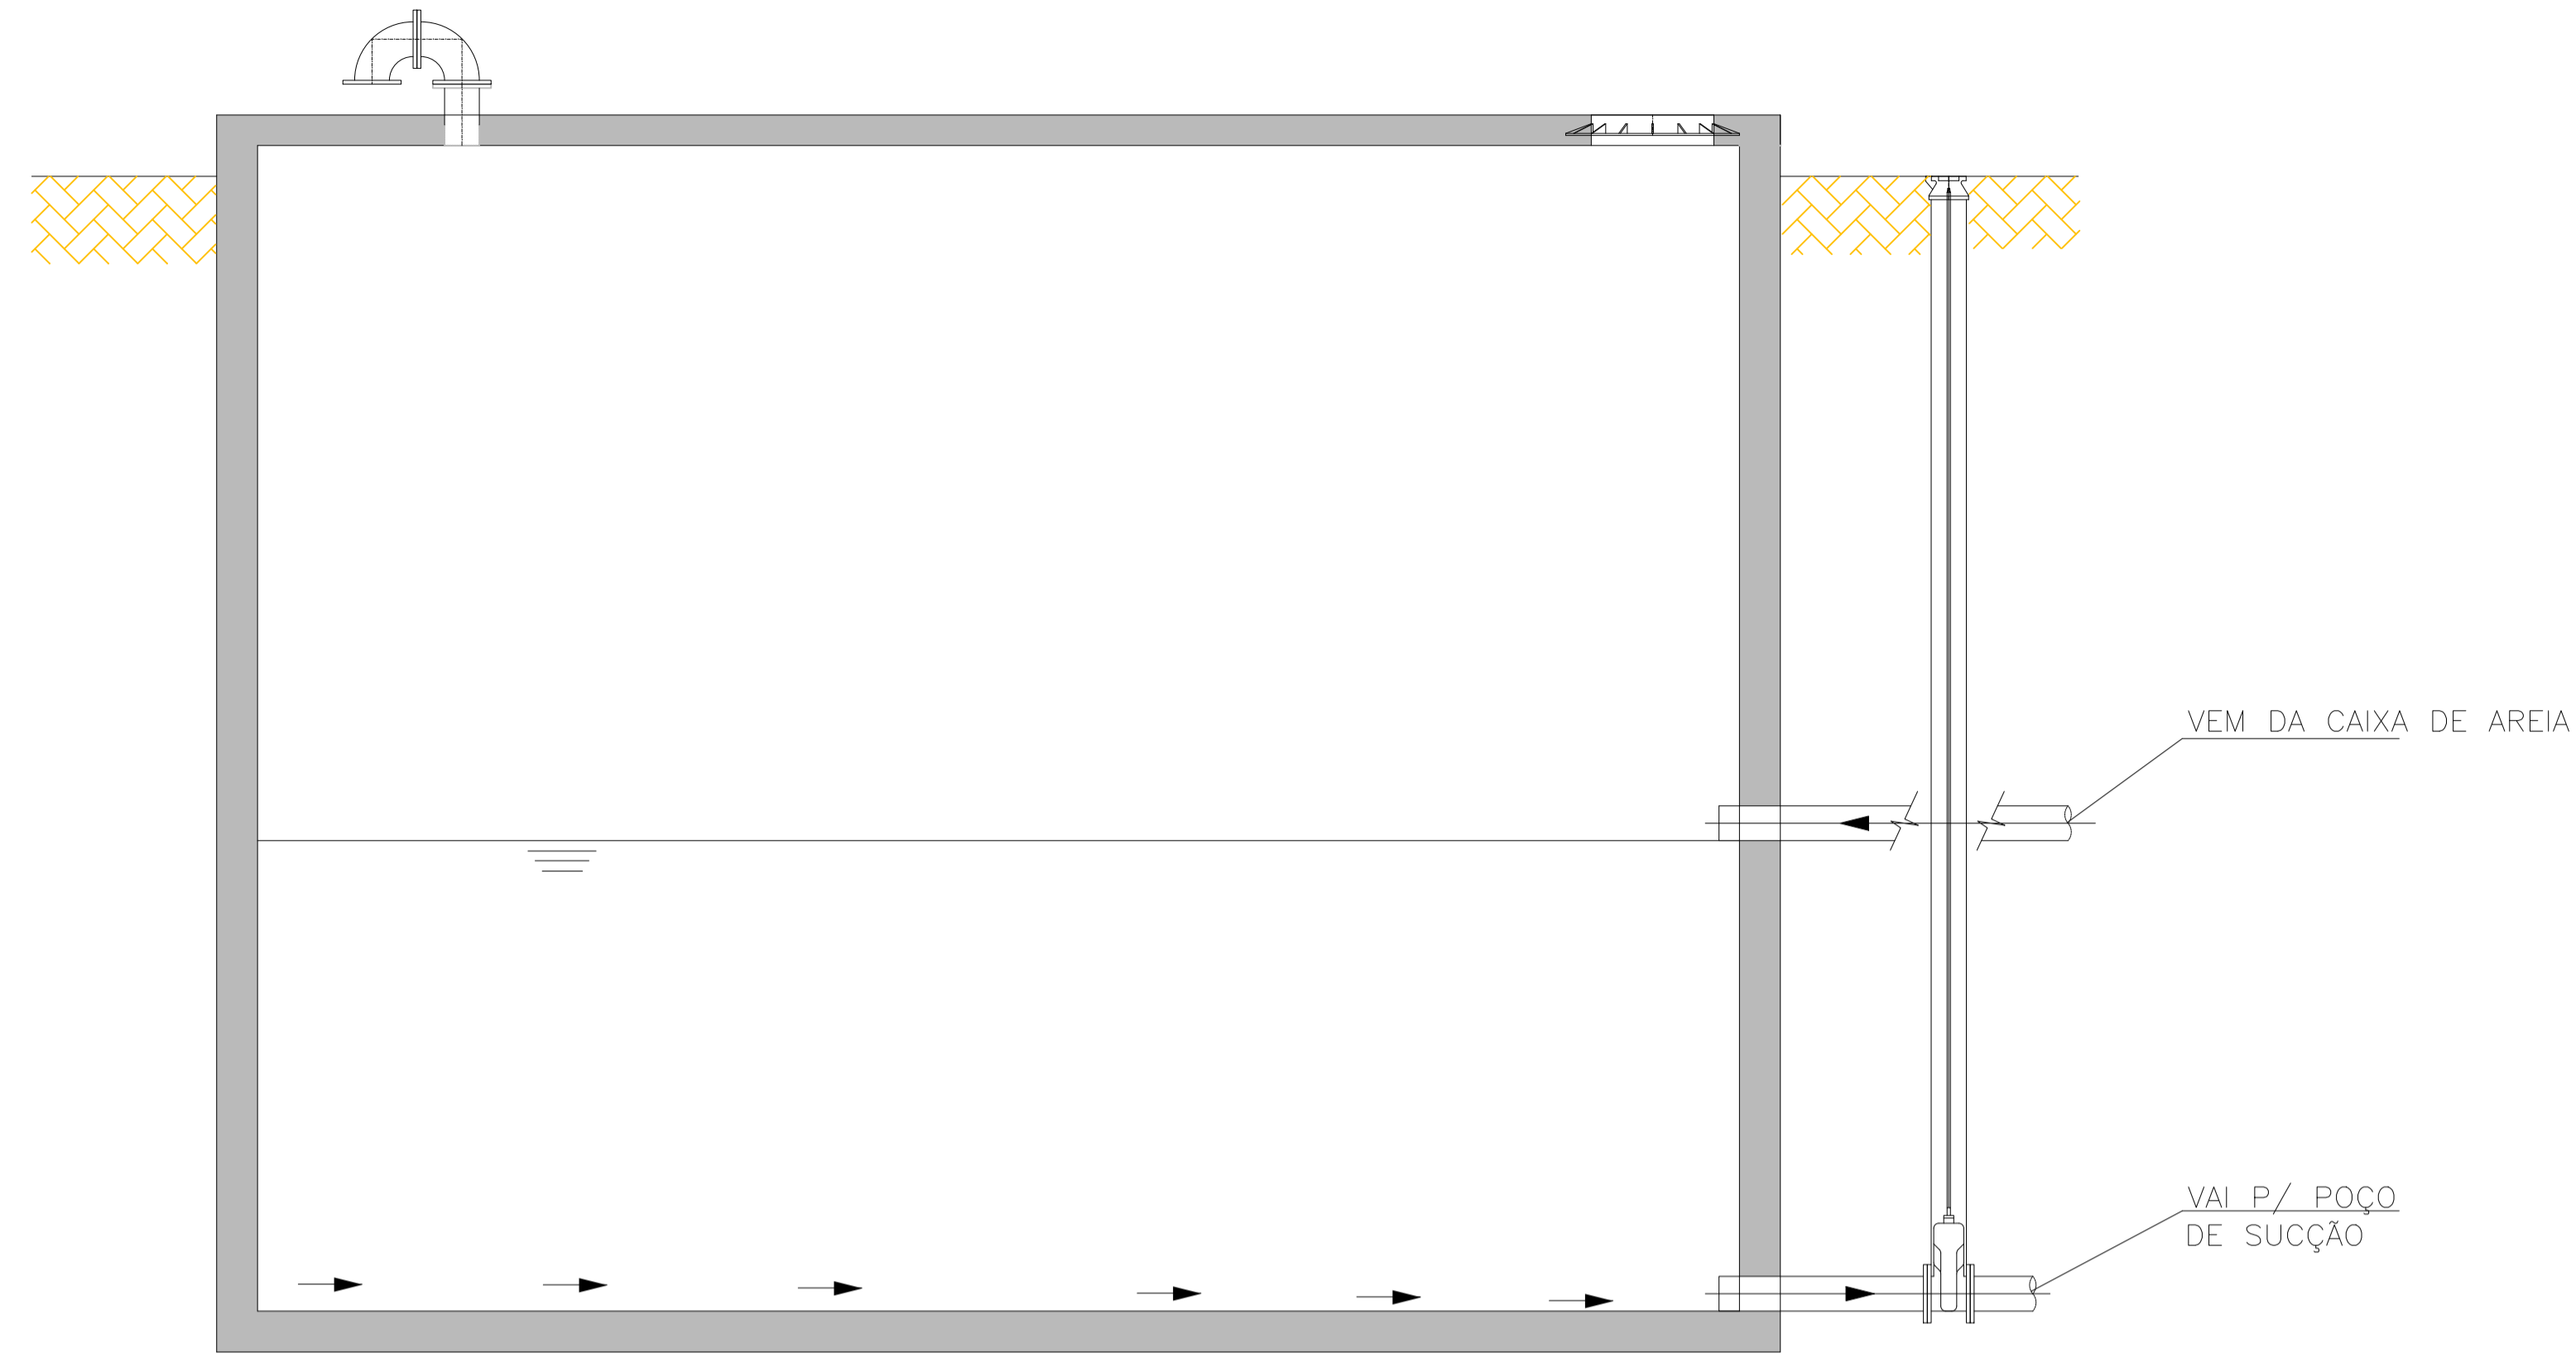 VEM DA CAIXA DE AREIA
VAI P/ POÇO
DE SUCÇÃO